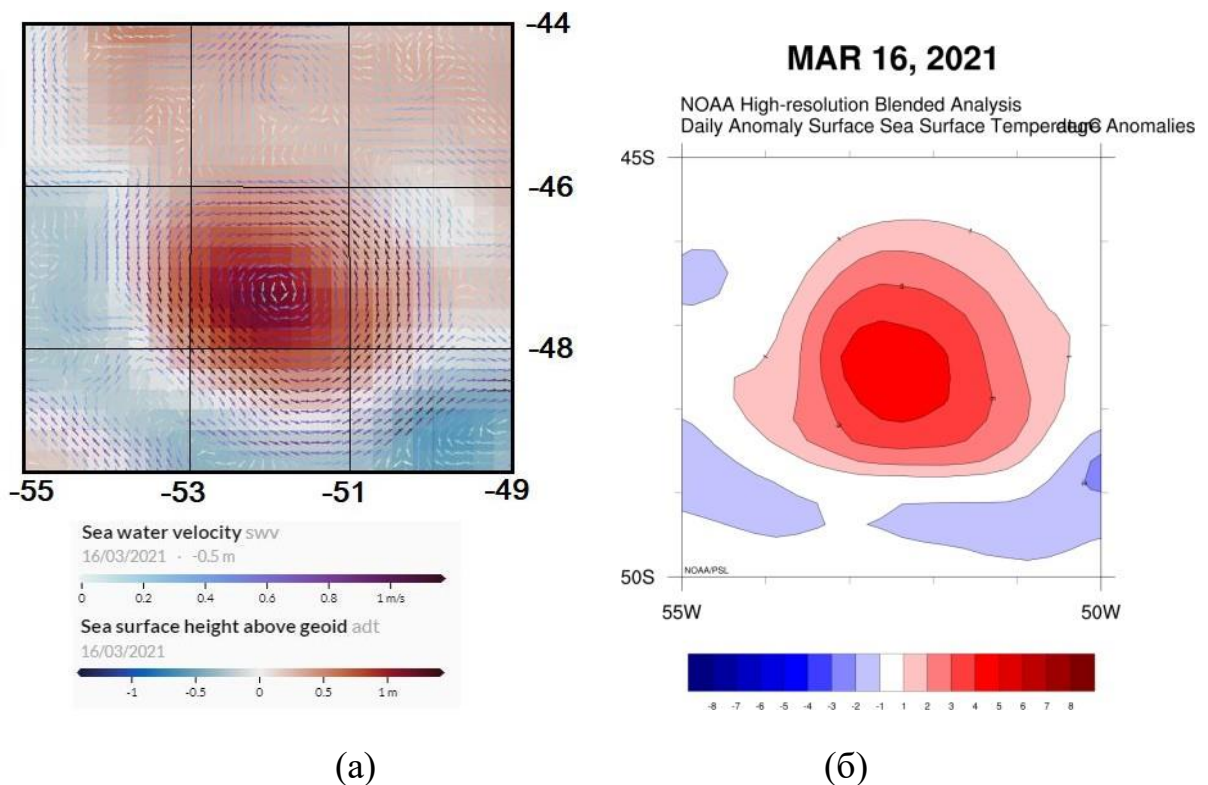 -44
-46
-48
-55 -53 -51 -49
Sea water velocity swv
16/03/2021 · -0.5 m
0 0.2 0.4 0.6 0.8 1 m/s
Sea surface height above geoid adt
16/03/2021
-1 -0.5 0 0.5 1 m
(а)
MAR 16, 2021
NOAA High-resolution Blended Analysis
Daily Anomaly Surface Sea Surface Temperature Anomalies
degC
45S
50S
NOAA/PSL
55W 50W
-8 -7 -6 -5 -4 -3 -2 -1 1 2 3 4 5 6 7 8
(б)